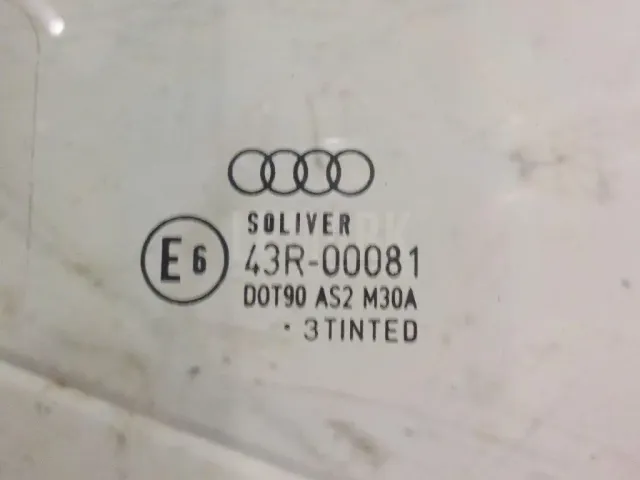 SOLIVER
E6 43R-00081
DOT90 AS2 M30A
· 3TINTED